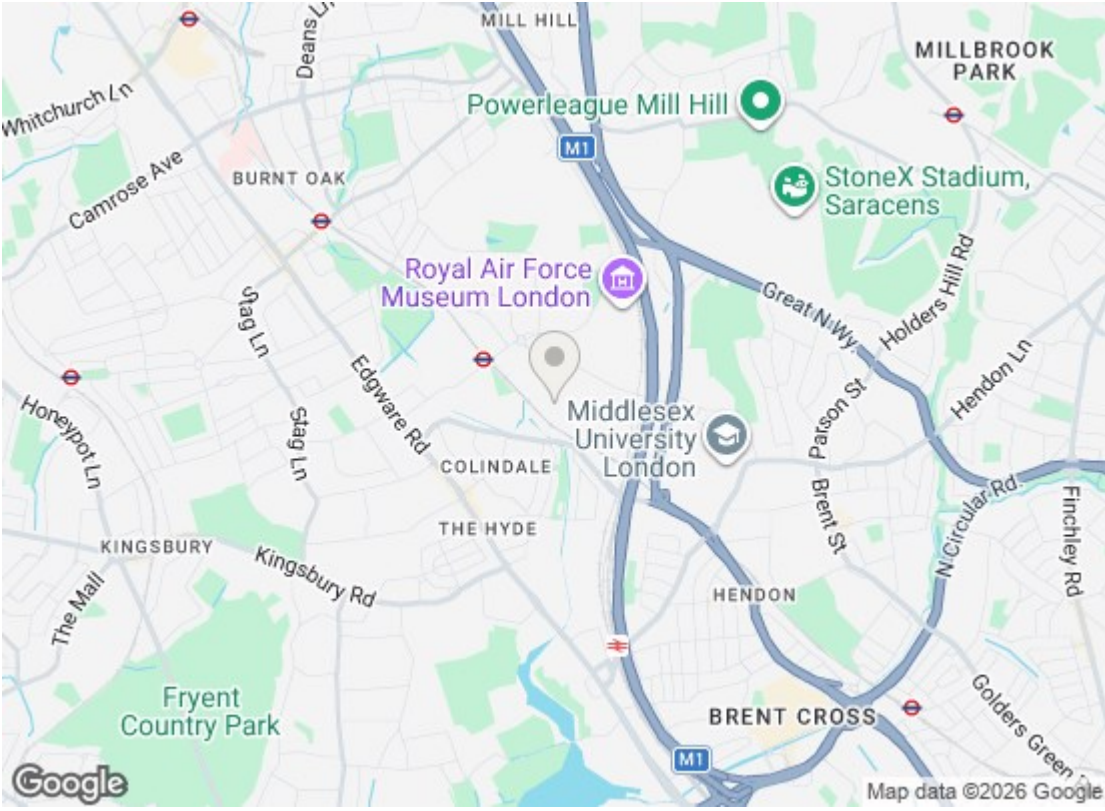 MILL HILL
Deans Ln
MILLBROOK
PARK
Whitchurch Ln
Powerleague Mill Hill
M1
Camrose Ave
BURNT OAK
StoneX Stadium,
Saracens
Royal Air Force
Museum London
Holders Hill Rd
Great N Wy.
Stag Ln
Edgware Rd
Hendon Ln
Honeypot Ln
Stag Ln
Parson St
Middlesex
University
London
COLINDALE
Brent St
N Circular Rd
Finchley Rd
THE HYDE
KINGSBURY
Kingsbury Rd
The Mall
HENDON
Fryent
Country Park
BRENT CROSS
Golders Green
M1
Google
Map data ©2026 Google